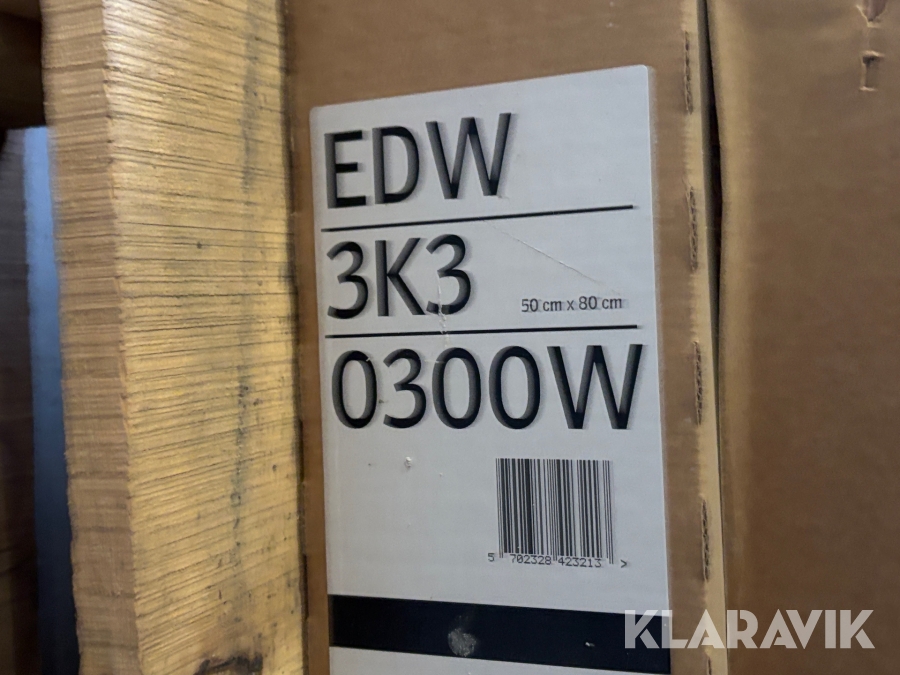 EDW
3K3
50 cm x 80 cm
0300W
5 702328 423213 >
KLARAVIK